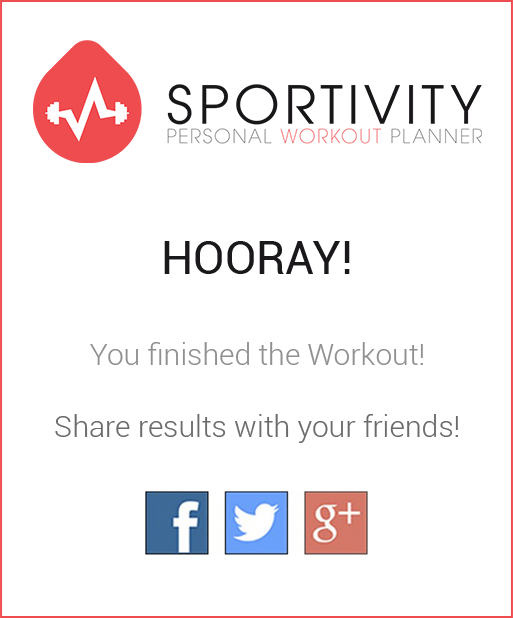 SPORTIVITY
PERSONAL WORKOUT PLANNER
HOORAY!
You finished the Workout!
Share results with your friends!
f
g+